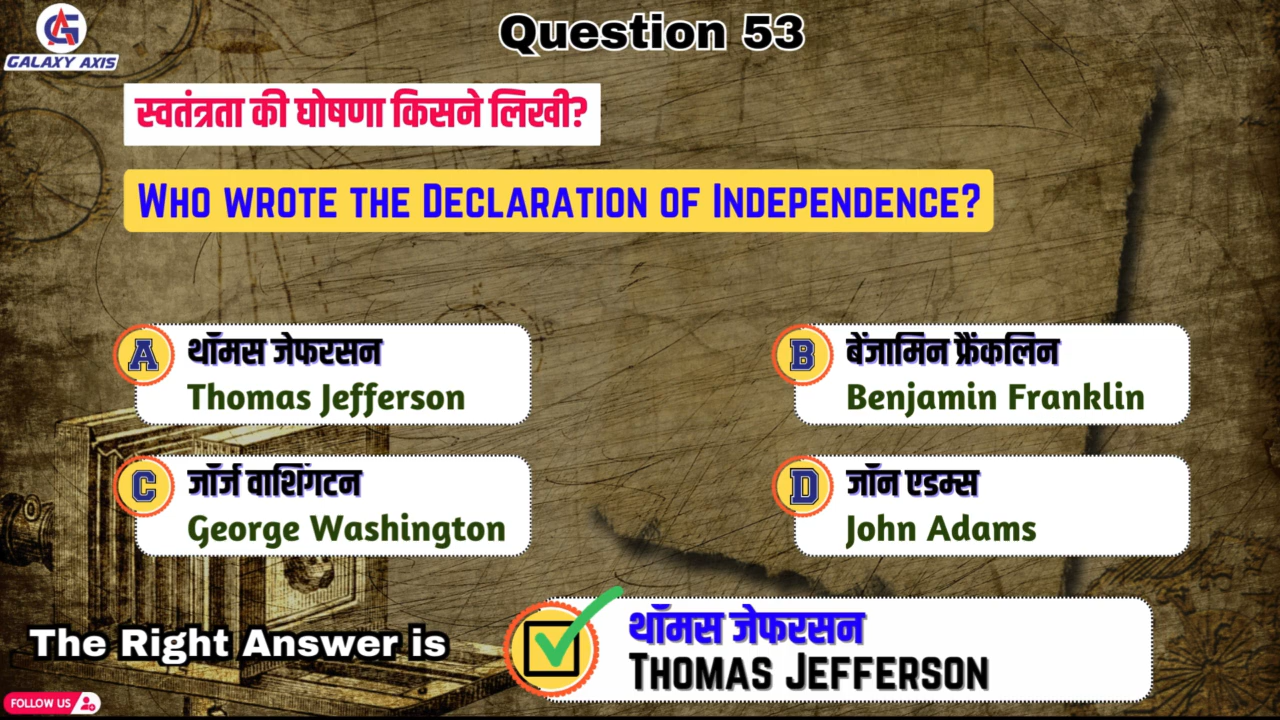 GALAXY AXIS
Question 53
स्वतंत्रता की घोषणा किसने लिखी?
WHO WROTE THE DECLARATION OF INDEPENDENCE?
A
थॉमस जेफरसन
Thomas Jefferson
B
बेंजामिन फ्रैंकलिन
Benjamin Franklin
C
जॉर्ज वाशिंगटन
George Washington
D
जॉन एडम्स
John Adams
The Right Answer is
थॉमस जेफरसन
THOMAS JEFFERSON
FOLLOW US